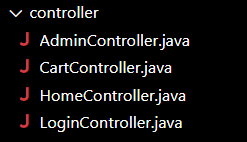 controller
AdminController.java
CartController.java
HomeController.java
LoginController.java